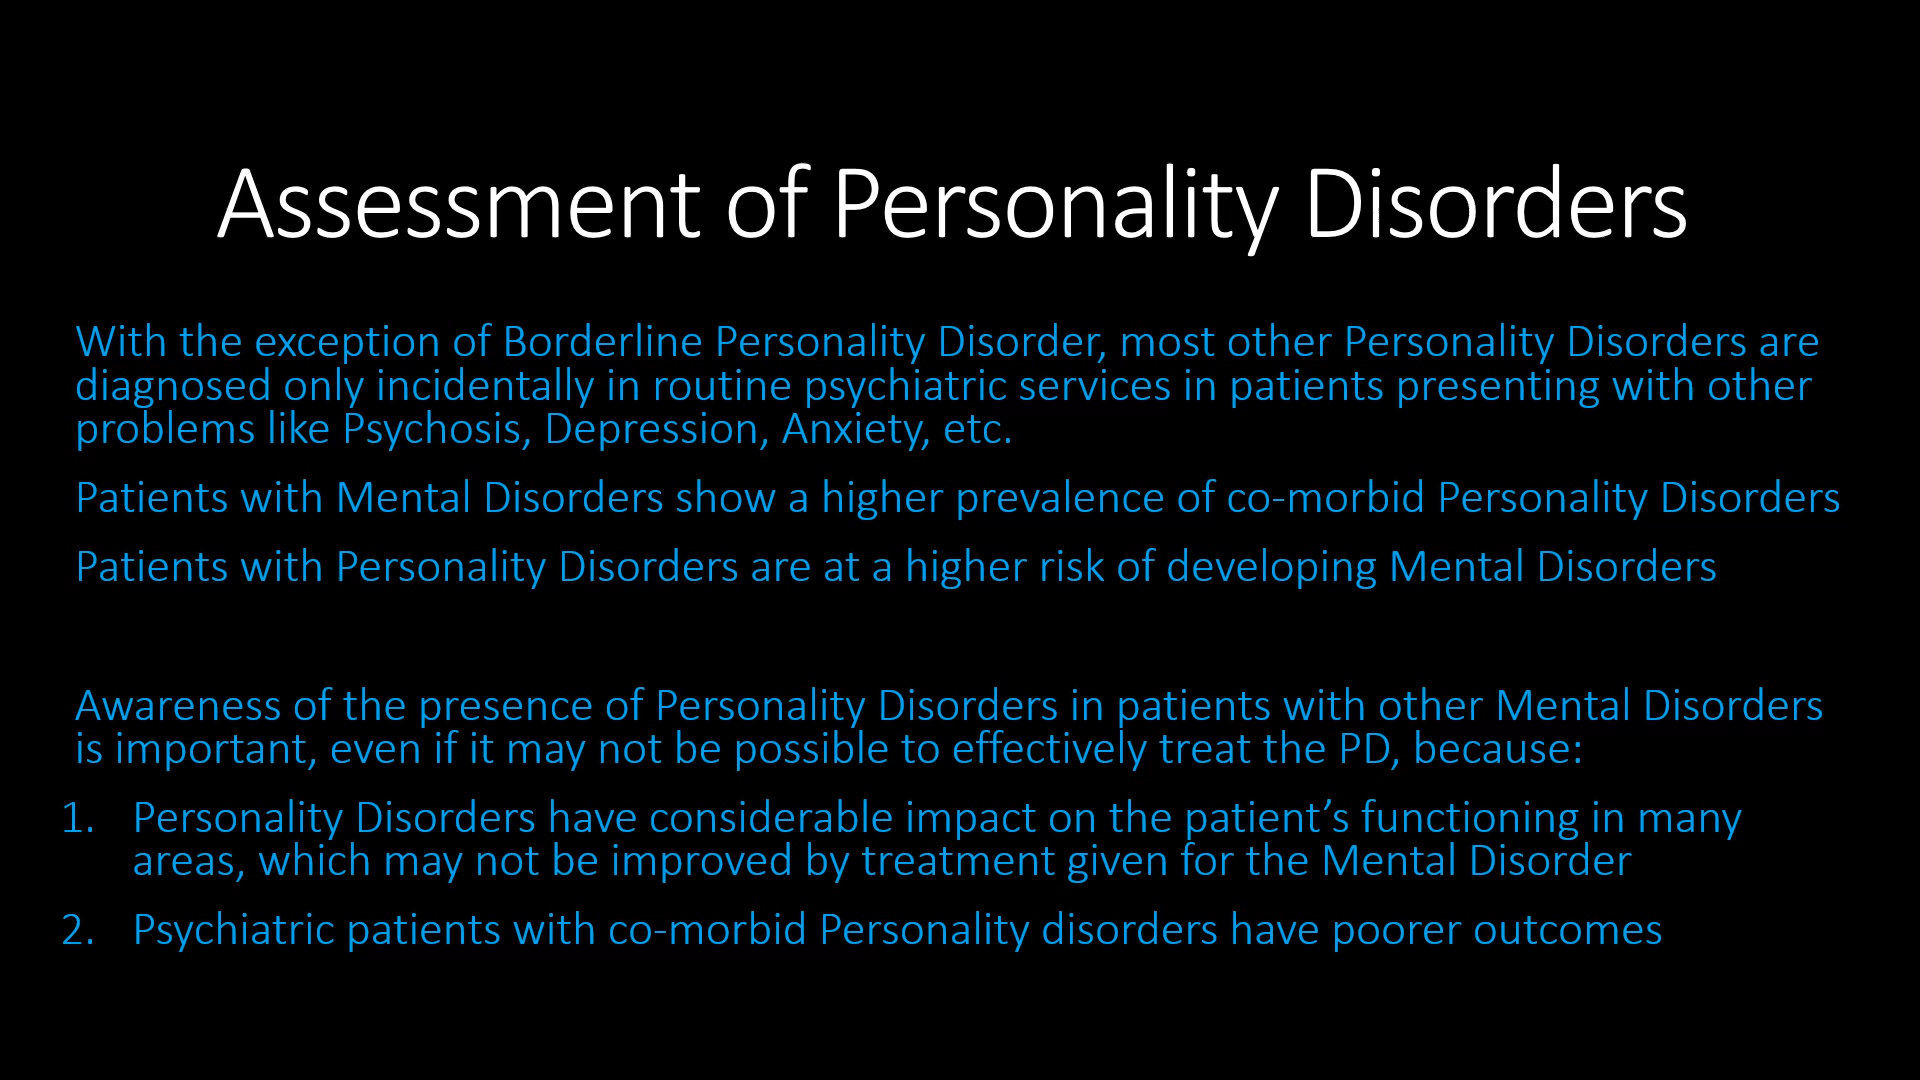 Assessment of Personality Disorders
With the exception of Borderline Personality Disorder, most other Personality Disorders are
diagnosed only incidentally in routine psychiatric services in patients presenting with other
problems like Psychosis, Depression, Anxiety, etc.
Patients with Mental Disorders show a higher prevalence of co-morbid Personality Disorders
Patients with Personality Disorders are at a higher risk of developing Mental Disorders
Awareness of the presence of Personality Disorders in patients with other Mental Disorders
is important, even if it may not be possible to effectively treat the PD, because:
1. Personality Disorders have considerable impact on the patient’s functioning in many
areas, which may not be improved by treatment given for the Mental Disorder
2. Psychiatric patients with co-morbid Personality disorders have poorer outcomes